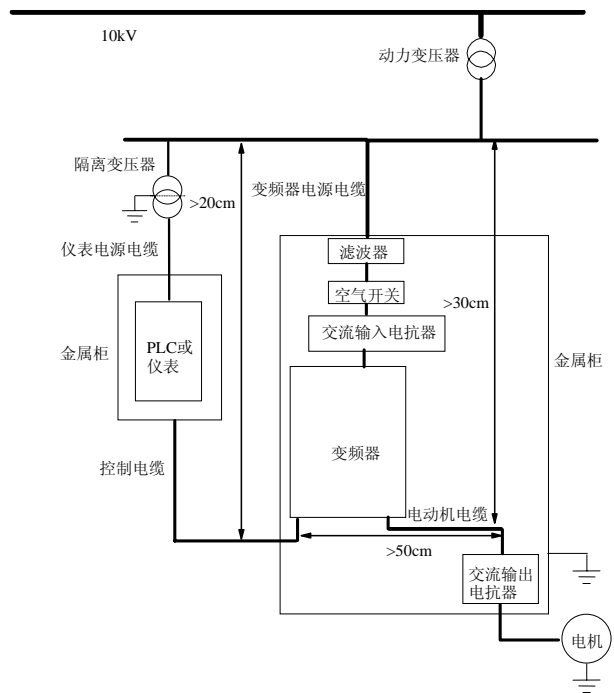 10kV
动力变压器
隔离变压器
>20cm
变频器电源电缆
仪表电源电缆
滤波器
空气开关
>30cm
交流输入电抗器
PLC或
仪表
金属柜
金属柜
变频器
控制电缆
电动机电缆
>50cm
交流输出
电抗器
电机